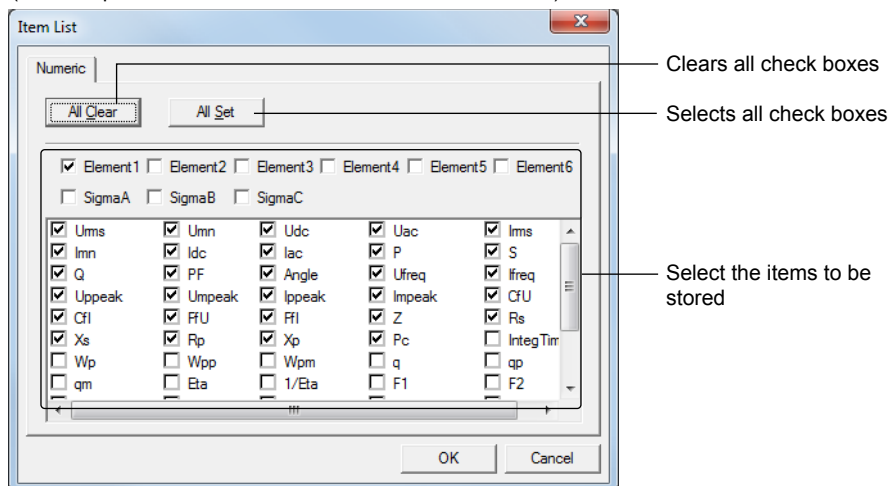 Item List
x
Numeric
All Clear All Set
Clears all check boxes
Selects all check boxes
Element1 Element2 Element3 Element4 Element5 Element6
SigmaA SigmaB SigmaC
Urms Umn Udc Uac Irms
Imn Idc Iac P S
Q PF Angle Ufreq Ifreq
Uppeak Umpeak Ippeak Impeak CfU
CfI FfU FfI Z Rs
Xs Rp Xp Pc IntegTim
Wp Wpp Wpm q qp
qm Eta 1/Eta F1 F2
Select the items to be
stored
OK Cancel